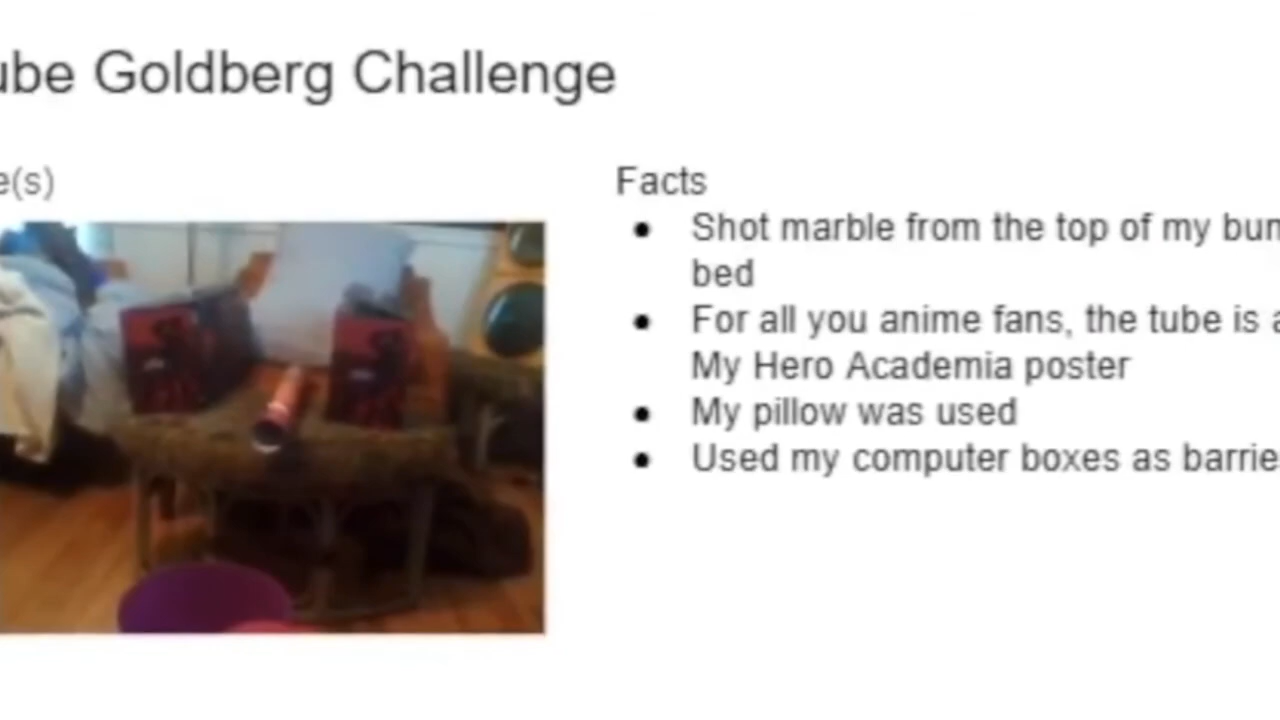 ube Goldberg Challenge
e(s)
Facts
● Shot marble from the top of my bun
bed
● For all you anime fans, the tube is a
My Hero Academia poster
● My pillow was used
● Used my computer boxes as barrie